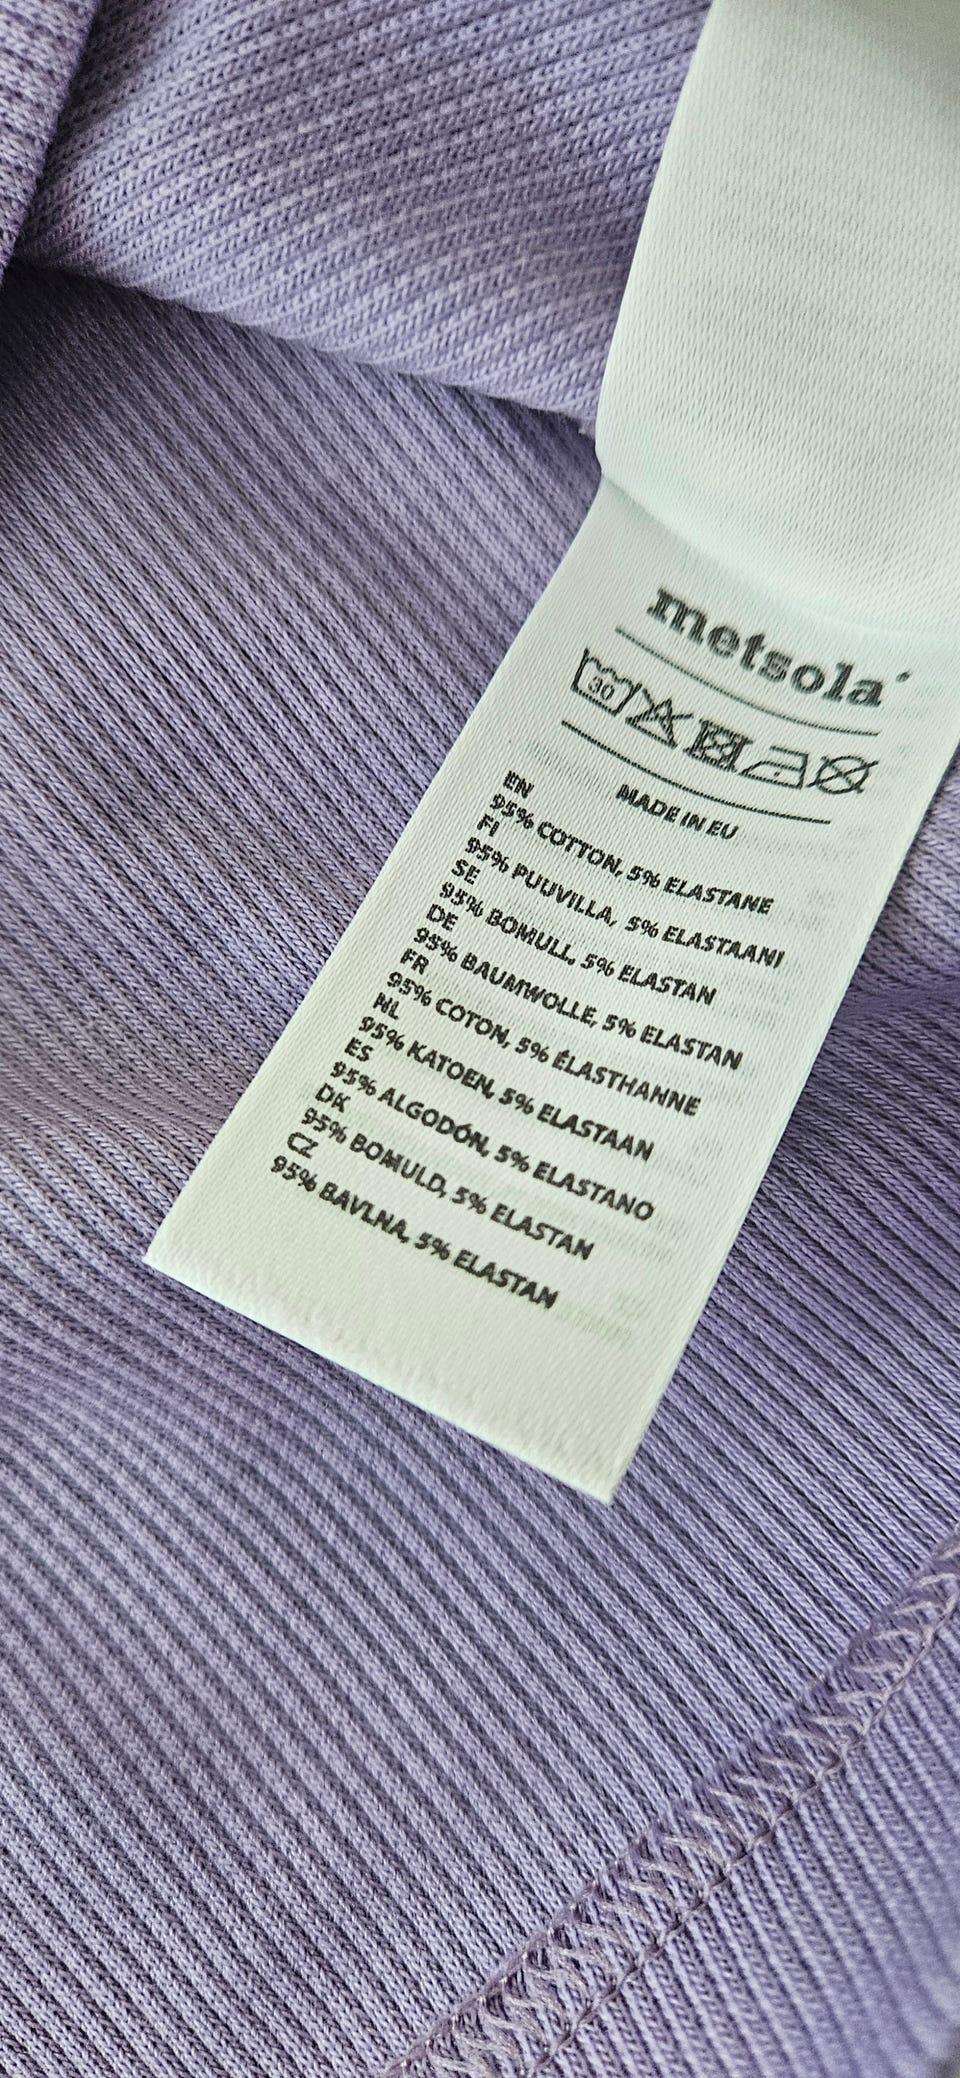 metsola
30
MADE IN EU
EN
95% COTTON, 5% ELASTANE
FI
95% PUUVILLA, 5% ELASTAANI
SE
95% BOMULL, 5% ELASTAN
DE
95% BAUMWOLLE, 5% ELASTAN
FR
95% COTON, 5% ÉLASTHANNE
NL
95% KATOEN, 5% ELASTAAN
ES
95% ALGODÓN, 5% ELASTANO
DK
95% BOMULD, 5% ELASTAN
CZ
95% BAVLNA, 5% ELASTAN